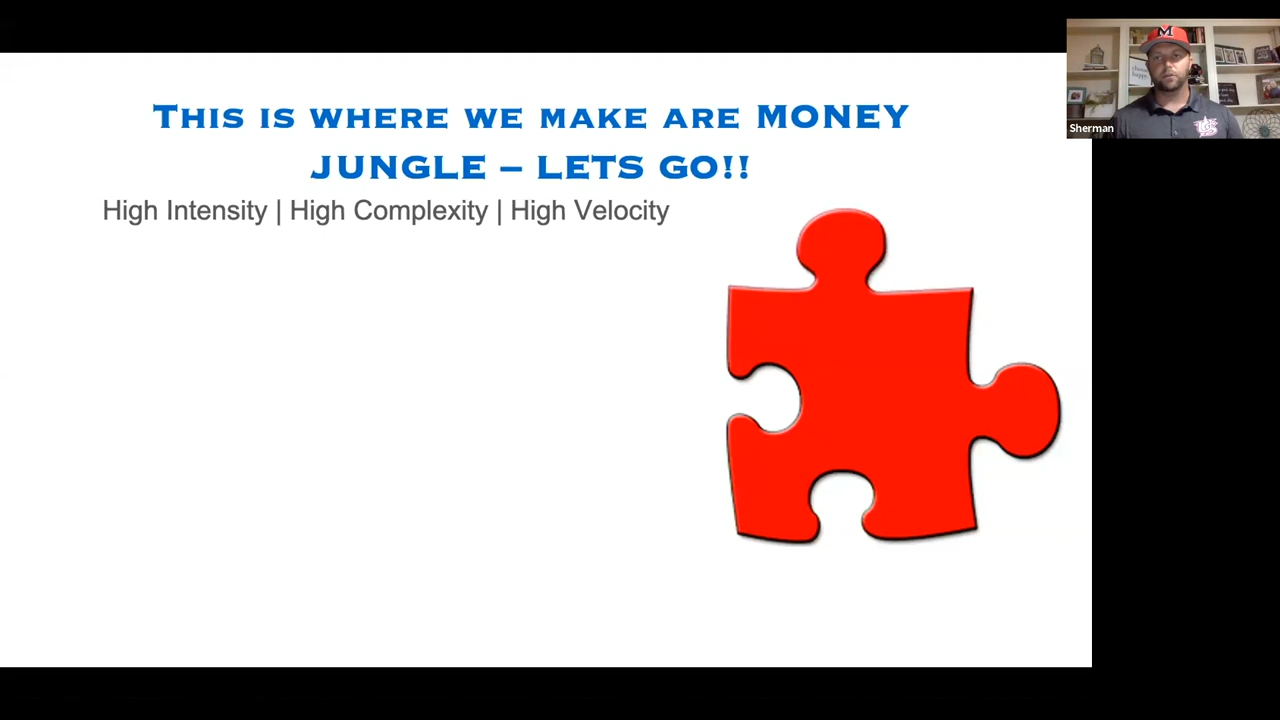 THIS IS WHERE WE MAKE ARE MONEY
JUNGLE – LETS GO!!
High Intensity | High Complexity | High Velocity
M
Sherman